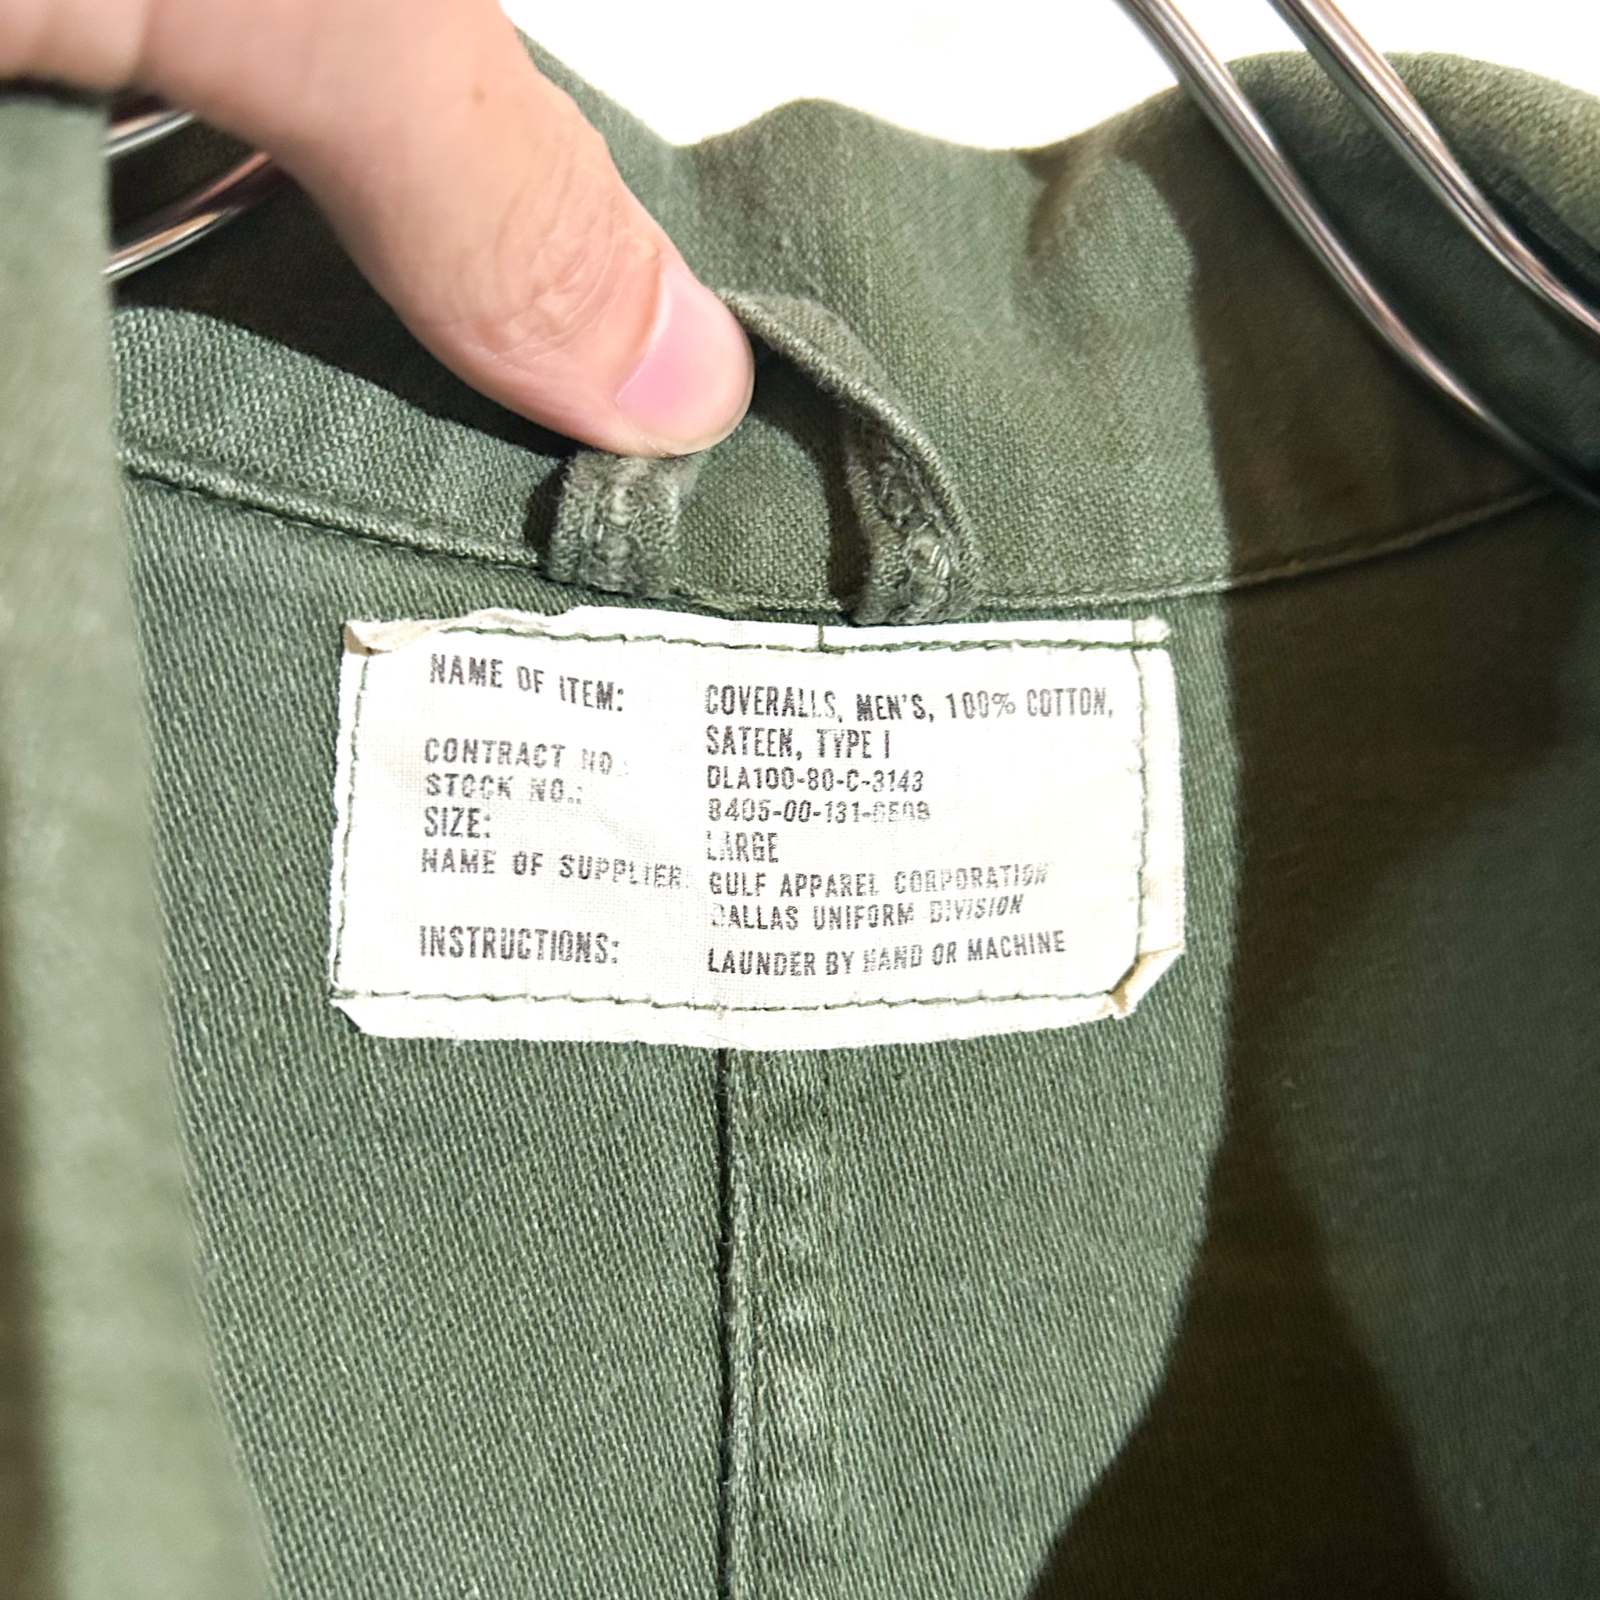 NAME OF ITEM: COVERALLS, MEN'S, 100% COTTON,
SATEEN, TYPE I
CONTRACT NO.: DLA100-80-C-3143
STOCK NO.: 8405-00-131-
SIZE: LARGE
NAME OF SUPPLIER: GULF APPAREL CORPORATION
DALLAS UNIFORM DIVISION
INSTRUCTIONS: LAUNDER BY HAND OR MACHINE